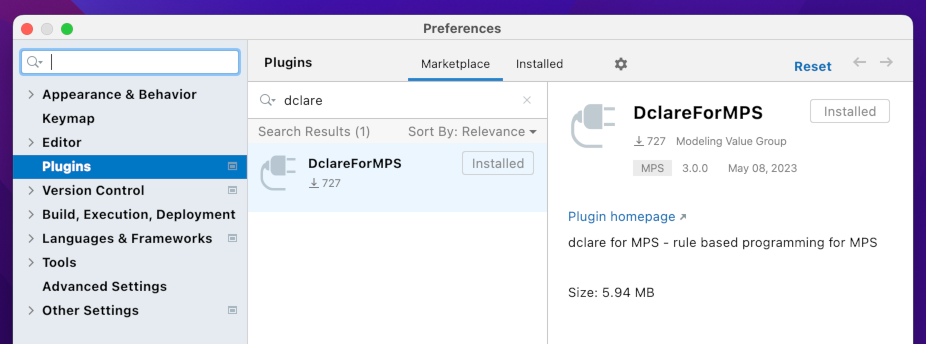 Preferences
Appearance & Behavior
Keymap
Editor
Plugins
Version Control
Build, Execution, Deployment
Languages & Frameworks
Tools
Advanced Settings
Other Settings
Plugins
Marketplace
Installed
Reset
dclare
Search Results (1)
Sort By: Relevance
DclareForMPS
Installed
727
DclareForMPS
Installed
727 Modeling Value Group
MPS 3.0.0 May 08, 2023
Plugin homepage
dclare for MPS - rule based programming for MPS
Size: 5.94 MB